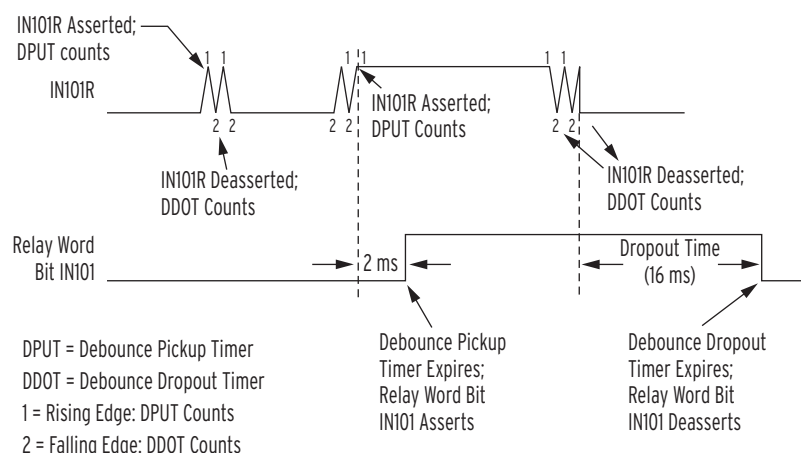 IN101R Asserted;
DPUT counts
1 1
1 1
1 1
IN101R
IN101R Asserted;
DPUT Counts
2 2
2 2
2 2
IN101R Deasserted;
DDOT Counts
IN101R Deasserted;
DDOT Counts
Relay Word
Bit IN101
2 ms
Dropout Time
(16 ms)
DPUT = Debounce Pickup Timer
DDOT = Debounce Dropout Timer
1 = Rising Edge: DPUT Counts
2 = Falling Edge: DDOT Counts
Debounce Pickup
Timer Expires;
Relay Word Bit
IN101 Asserts
Debounce Dropout
Timer Expires;
Relay Word Bit
IN101 Deasserts